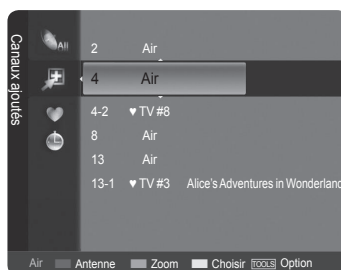 Canaux ajoutés
All
2 Air
4 Air
4-2 ♥ TV #8
8 Air
13 Air
13-1 ♥ TV #3 Alice's Adventures in Wonderland
Air Antenne Zoom Choisir TOOLS Option